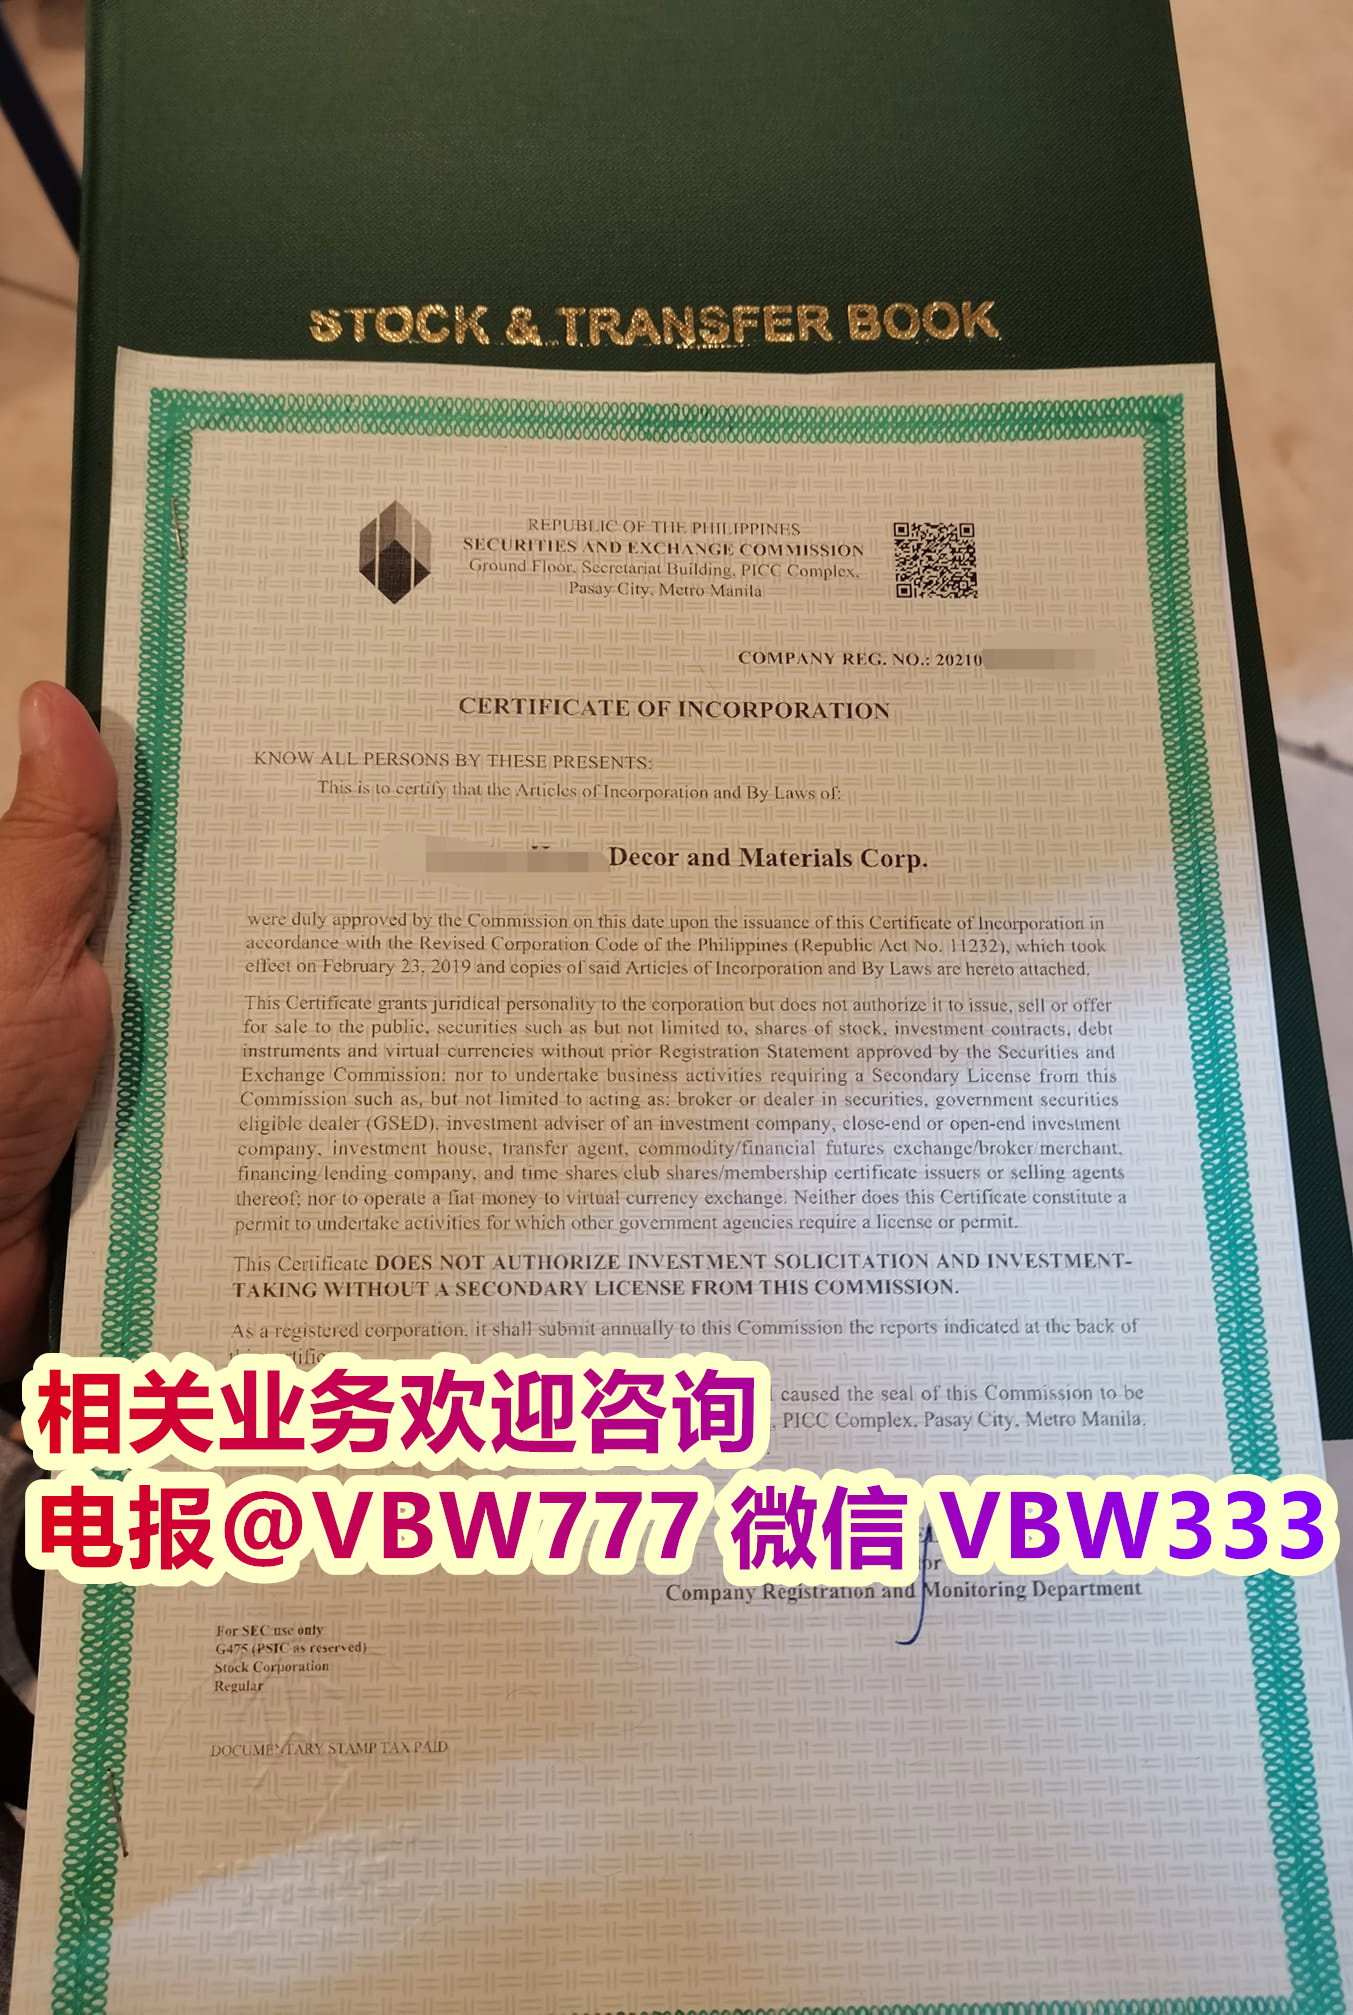 STOCK & TRANSFER BOOK
REPUBLIC OF THE PHILIPPINES
SECURITIES AND EXCHANGE COMMISSION
Ground Floor, Secretariat Building, PICC Complex,
Pasay City, Metro Manila
COMPANY REG. NO.: 20210
CERTIFICATE OF INCORPORATION
KNOW ALL PERSONS BY THESE PRESENTS:
This is to certify that the Articles of Incorporation and By Laws of:
Decor and Materials Corp.
were duly approved by the Commission on this date upon the issuance of this Certificate of Incorporation in
accordance with the Revised Corporation Code of the Philippines (Republic Act No. 11232), which took
effect on February 23, 2019 and copies of said Articles of Incorporation and By Laws are hereto attached.
This Certificate grants juridical personality to the corporation but does not authorize it to issue, sell or offer
for sale to the public, securities such as but not limited to, shares of stock, investment contracts, debt
instruments and virtual currencies without prior Registration Statement approved by the Securities and
Exchange Commission; nor to undertake business activities requiring a Secondary License from this
Commission such as, but not limited to acting as: broker or dealer in securities, government securities
eligible dealer (GSED), investment adviser of an investment company, close-end or open-end investment
company, investment house, transfer agent, commodity/financial futures exchange/broker/merchant,
financing/lending company, and time shares/club shares/membership certificate issuers or selling agents
thereof; nor to operate a fiat money to virtual currency exchange. Neither does this Certificate constitute a
permit to undertake activities for which other government agencies require a license or permit.
This Certificate DOES NOT AUTHORIZE INVESTMENT SOLICITATION AND INVESTMENT-
TAKING WITHOUT A SECONDARY LICENSE FROM THIS COMMISSION.
As a registered corporation, it shall submit annually to this Commission the reports indicated at the back of
相关业务欢迎咨询
caused the seal of this Commission to be
, PICC Complex, Pasay City, Metro Manila,
电报@VBW777 微信 VBW333
Company Registration and Monitoring Department
For SEC use only
G475 (PSIC as reserved)
Stock Corporation
Regular
DOCUMENTARY STAMP TAX PAID